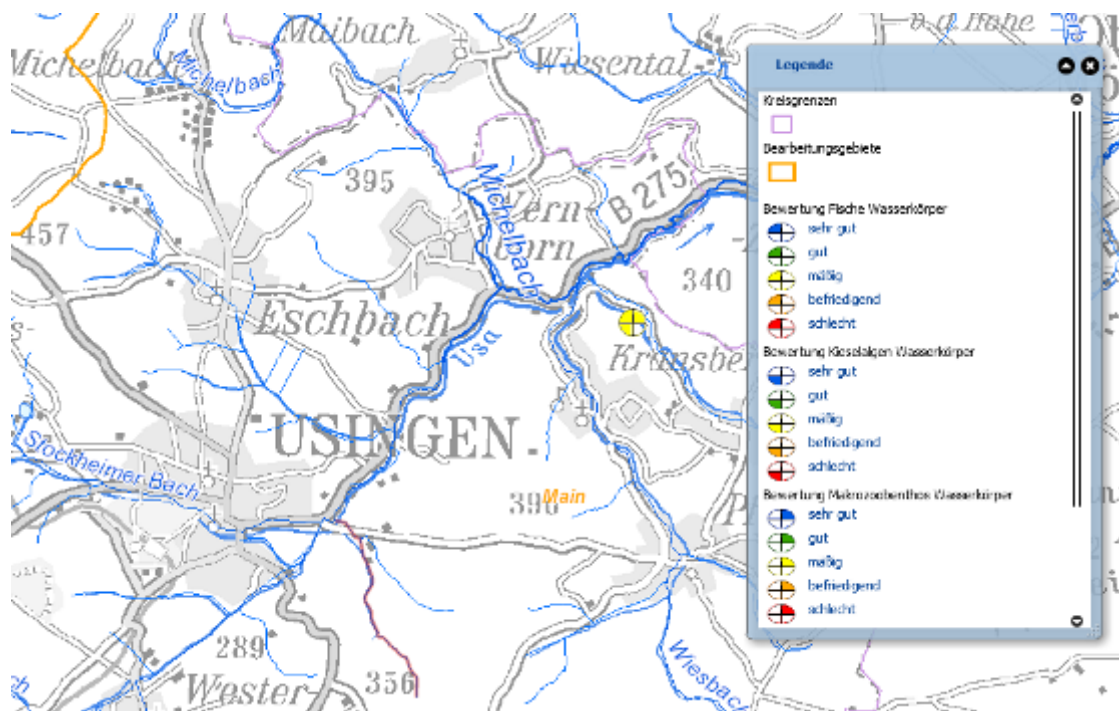 Maibach
v. d. Höhe
Michelbach
Michelbach
Wiesental
395
Michelbach
B 275
457
Eschbach
Usa
340
Kransbe
USINGEN
Stockheimer Bach
Main
289
Wester-
356
Wiesbach
Legende
Kreisgrenzen
Bearbeitungsgebiete
Bewertung Fische Wasserkörper
sehr gut
gut
mäßig
befriedigend
schlecht
Bewertung Kieselalgen Wasserkörper
sehr gut
gut
mäßig
befriedigend
schlecht
Bewertung Makrozoobenthos Wasserkörper
sehr gut
gut
mäßig
befriedigend
schlecht